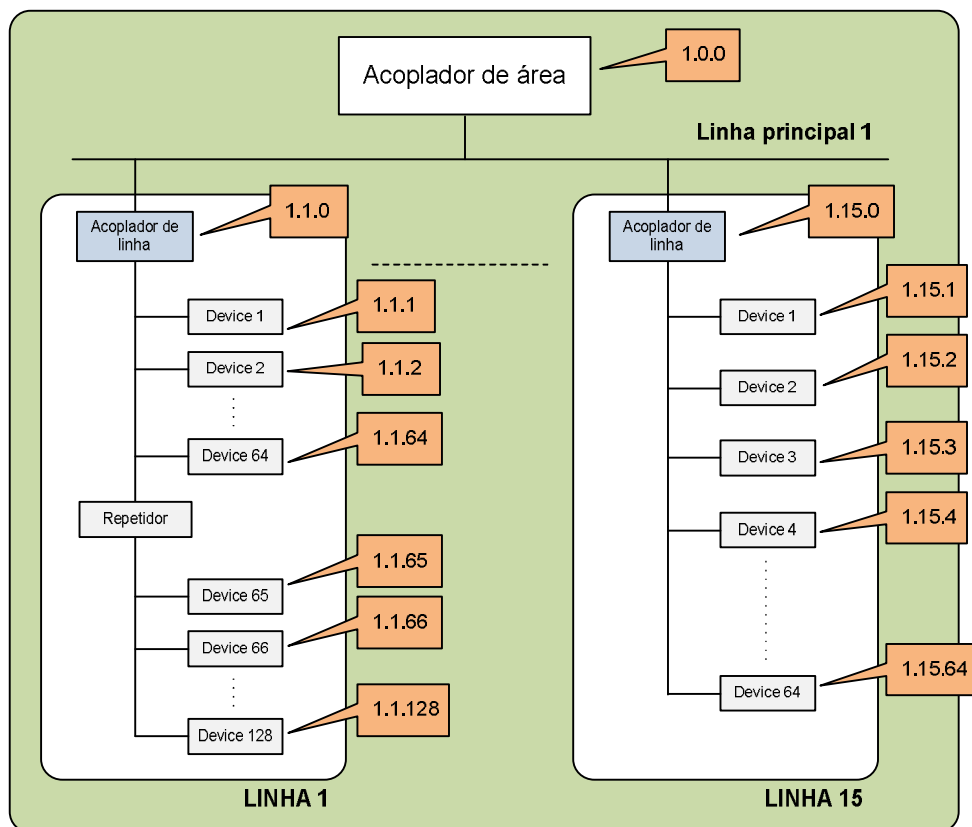 Acoplador de área
1.0.0
Linha principal 1
Acoplador de
linha
1.1.0
Device 1
1.1.1
Device 2
1.1.2
Device 64
1.1.64
Repetidor
Device 65
1.1.65
Device 66
1.1.66
Device 128
1.1.128
LINHA 1
Acoplador de
linha
1.15.0
Device 1
1.15.1
Device 2
1.15.2
Device 3
1.15.3
Device 4
1.15.4
Device 64
1.15.64
LINHA 15